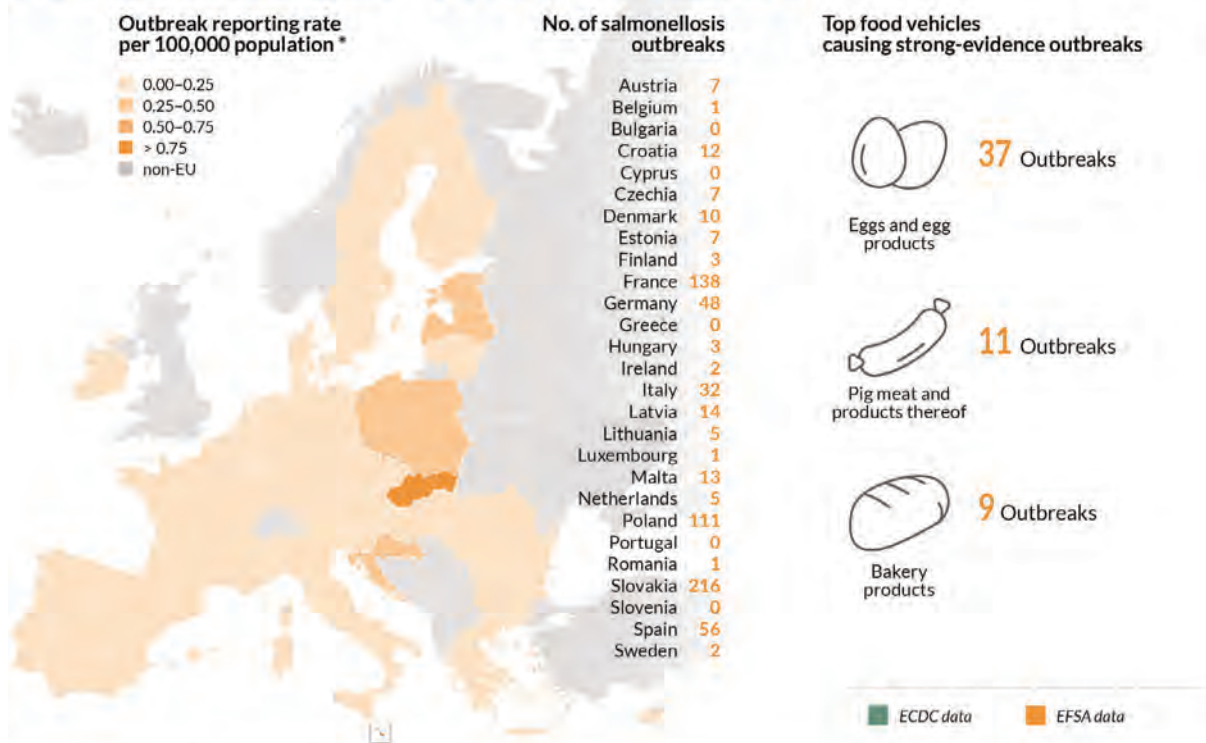 Outbreak reporting rate
per 100,000 population *
0.00–0.25
0.25–0.50
0.50–0.75
> 0.75
non-EU
No. of salmonellosis
outbreaks
Austria 7
Belgium 1
Bulgaria 0
Croatia 12
Cyprus 0
Czechia 7
Denmark 10
Estonia 7
Finland 3
France 138
Germany 48
Greece 0
Hungary 3
Ireland 2
Italy 32
Latvia 14
Lithuania 5
Luxembourg 1
Malta 13
Netherlands 5
Poland 111
Portugal 0
Romania 1
Slovakia 216
Slovenia 0
Spain 56
Sweden 2
Top food vehicles
causing strong-evidence outbreaks
37 Outbreaks
Eggs and egg
products
11 Outbreaks
Pig meat and
products thereof
9 Outbreaks
Bakery
products
ECDC data
EFSA data